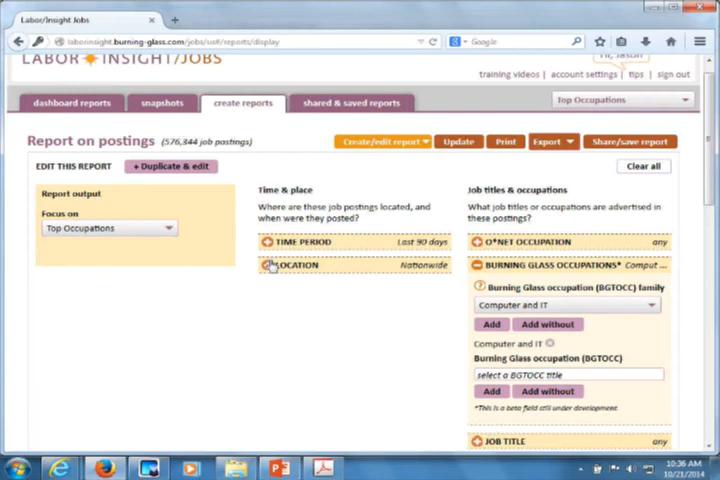 Labor/Insight Jobs
laborinsight.burning-glass.com/jobs/us#/reports/display
Google
LABOR INSIGHT/JOBS
Hi, Jason
training videos | account settings | tips | sign out
dashboard reports
snapshots
create reports
shared & saved reports
Top Occupations
Report on postings (576,344 job postings)
Create/edit report
Update
Print
Export
Share/save report
EDIT THIS REPORT
+ Duplicate & edit
Clear all
Report output
Focus on
Top Occupations
Time & place
Where are these job postings located, and
when were they posted?
TIME PERIOD Last 90 days
LOCATION Nationwide
Job titles & occupations
What job titles or occupations are advertised in
these postings?
O*NET OCCUPATION any
BURNING GLASS OCCUPATIONS* Comput ...
Burning Glass occupation (BGTOCC) family
Computer and IT
Add
Add without
Computer and IT
Burning Glass occupation (BGTOCC)
select a BGTOCC title
Add
Add without
*This is a beta field still under development
JOB TITLE any
10:36 AM
10/21/2014